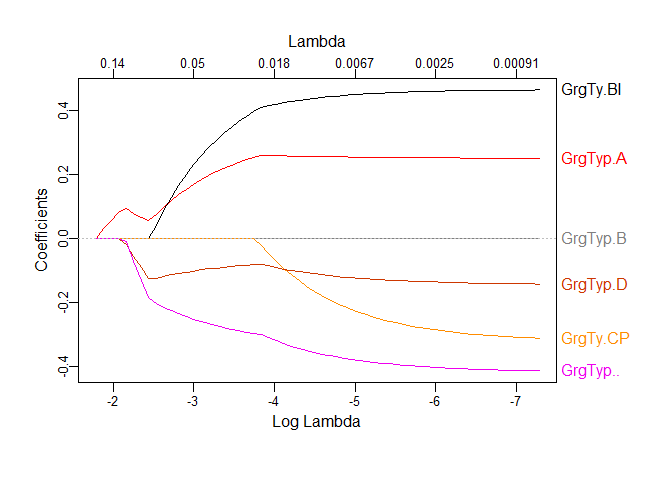 Lambda
0.14 0.05 0.018 0.0067 0.0025 0.00091
Coefficients
0.4
0.2
0.0
-0.2
-0.4
GrgTy.BI
GrgTyp.A
GrgTyp.B
GrgTyp.D
GrgTy.CP
GrgTyp..
-2 -3 -4 -5 -6 -7
Log Lambda